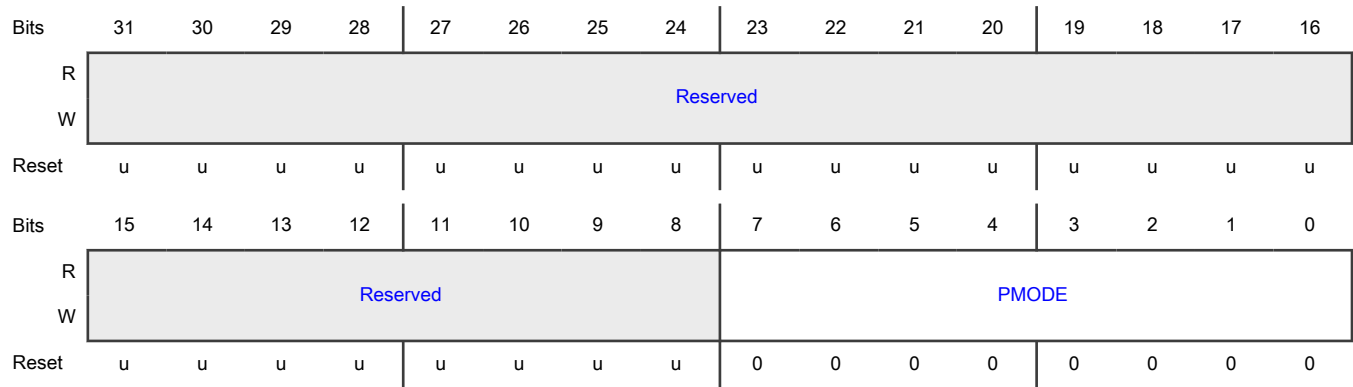 Bits 31 30 29 28 27 26 25 24 23 22 21 20 19 18 17 16
R
Reserved
W
Reset u u u u u u u u u u u u u u u u
Bits 15 14 13 12 11 10 9 8 7 6 5 4 3 2 1 0
R
Reserved PMODE
W
Reset u u u u u u u u 0 0 0 0 0 0 0 0